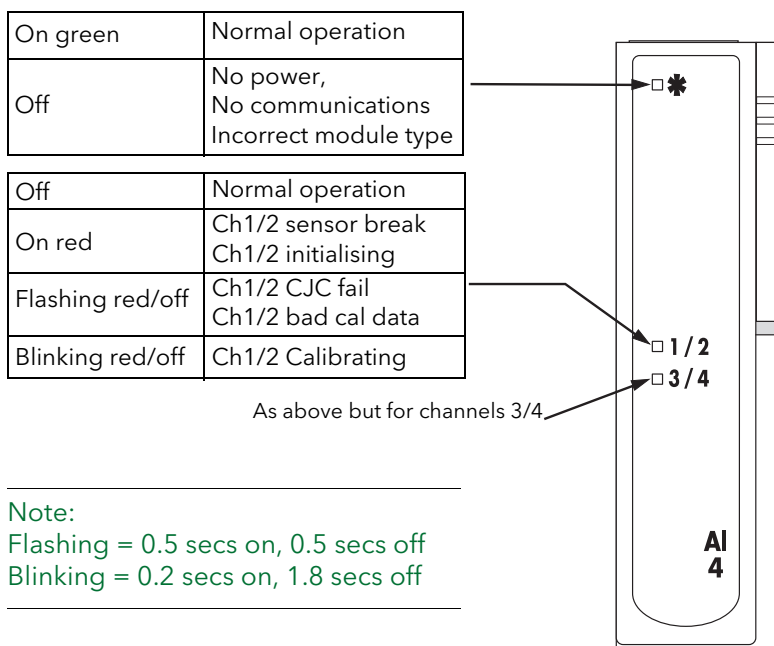 On green Normal operation
Off No power,
No communications
Incorrect module type
✱
Off Normal operation
On red Ch1/2 sensor break
Ch1/2 initialising
Flashing red/off Ch1/2 CJC fail
Ch1/2 bad cal data
Blinking red/off Ch1/2 Calibrating
1/2
3/4
As above but for channels 3/4
Note:
Flashing = 0.5 secs on, 0.5 secs off
Blinking = 0.2 secs on, 1.8 secs off
AI
4